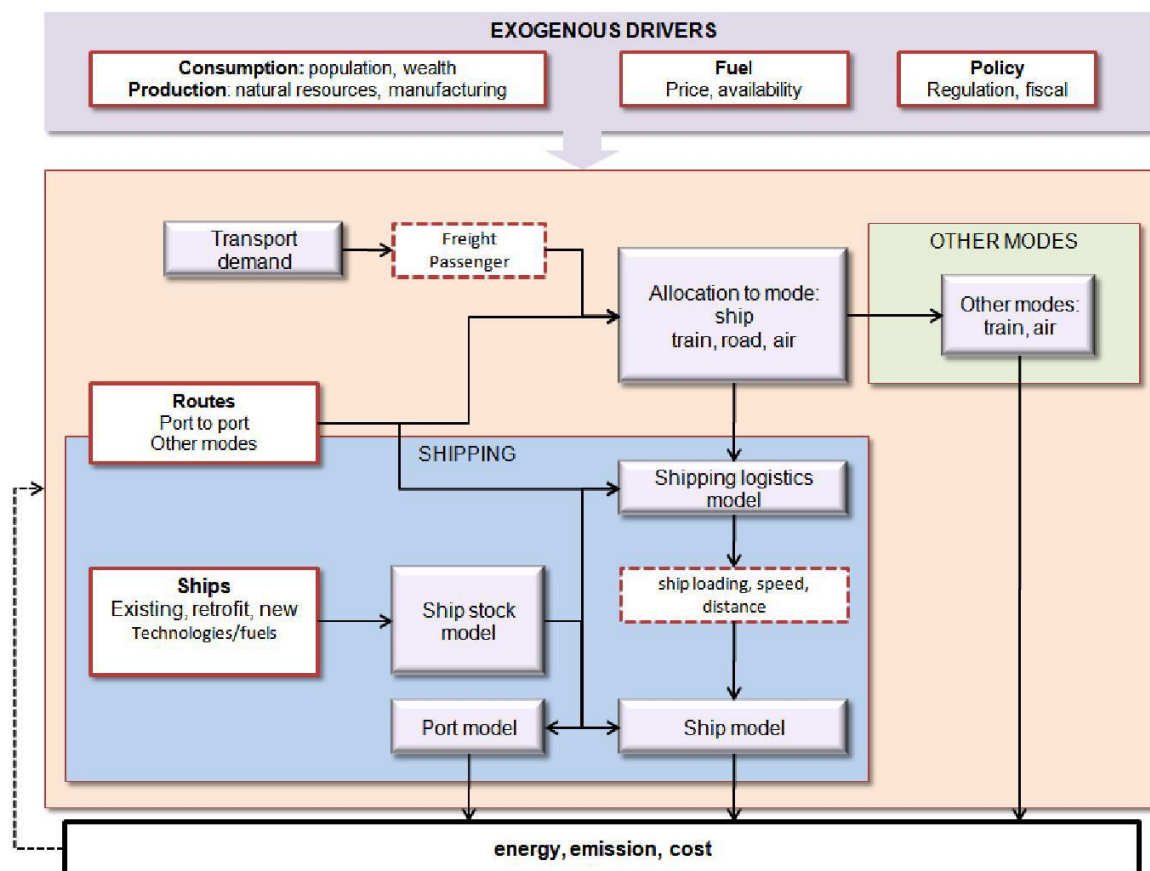 EXOGENOUS DRIVERS
Consumption: population, wealth
Production: natural resources, manufacturing
Fuel
Price, availability
Policy
Regulation, fiscal
Transport
demand
Freight
Passenger
Allocation to mode:
ship
train, road, air
OTHER MODES
Other modes:
train, air
Routes
Port to port
Other modes
SHIPPING
Shipping logistics
model
Ships
Existing, retrofit, new
Technologies/fuels
Ship stock
model
ship loading, speed,
distance
Port model
Ship model
energy, emission, cost